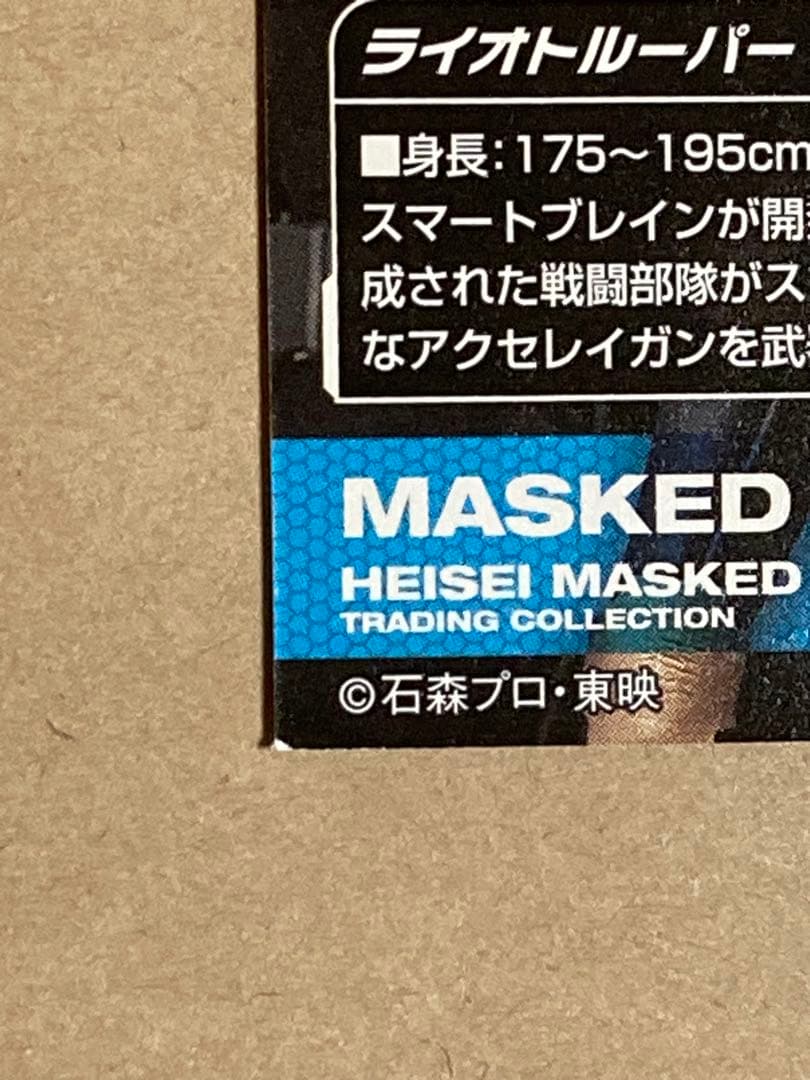 ライオトルーパー
■身長:175〜195cm
スマートブレインが開
成された戦闘部隊がス
なアクセレイガンを武
MASKED
HEISEI MASKED
TRADING COLLECTION
©石森プロ・東映